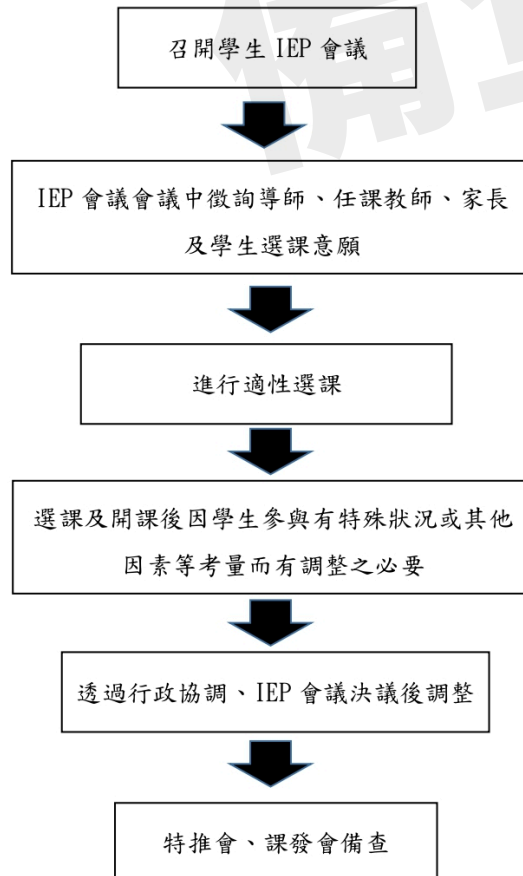 召開學生 IEP 會議
IEP 會議會議中徵詢導師、任課教師、家長
及學生選課意願
進行適性選課
選課及開課後因學生參與有特殊狀況或其他
因素等考量而有調整之必要
透過行政協調、IEP 會議決議後調整
特推會、課發會備查